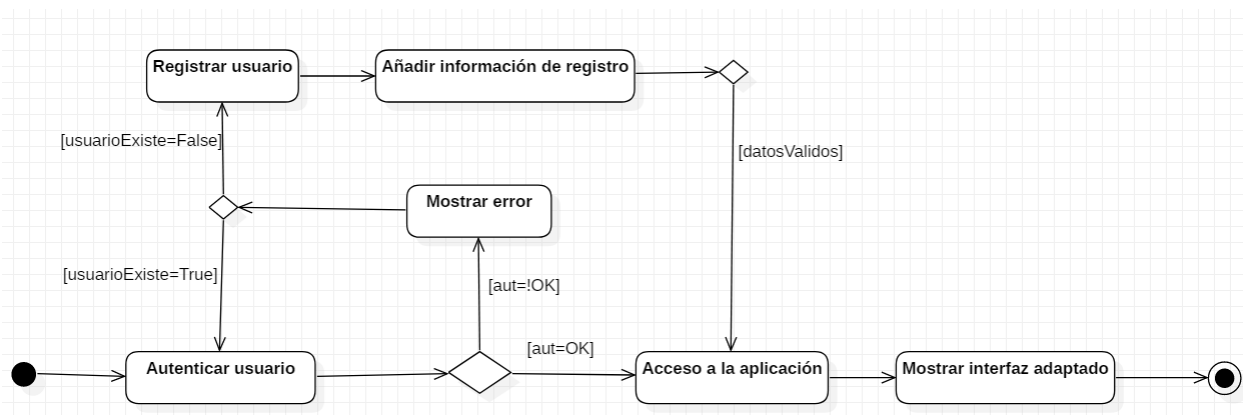 Registrar usuario
Añadir información de registro
[usuarioExiste=False]
[datosValidos]
Mostrar error
[usuarioExiste=True]
[aut=!OK]
[aut=OK]
Autenticar usuario
Acceso a la aplicación
Mostrar interfaz adaptado